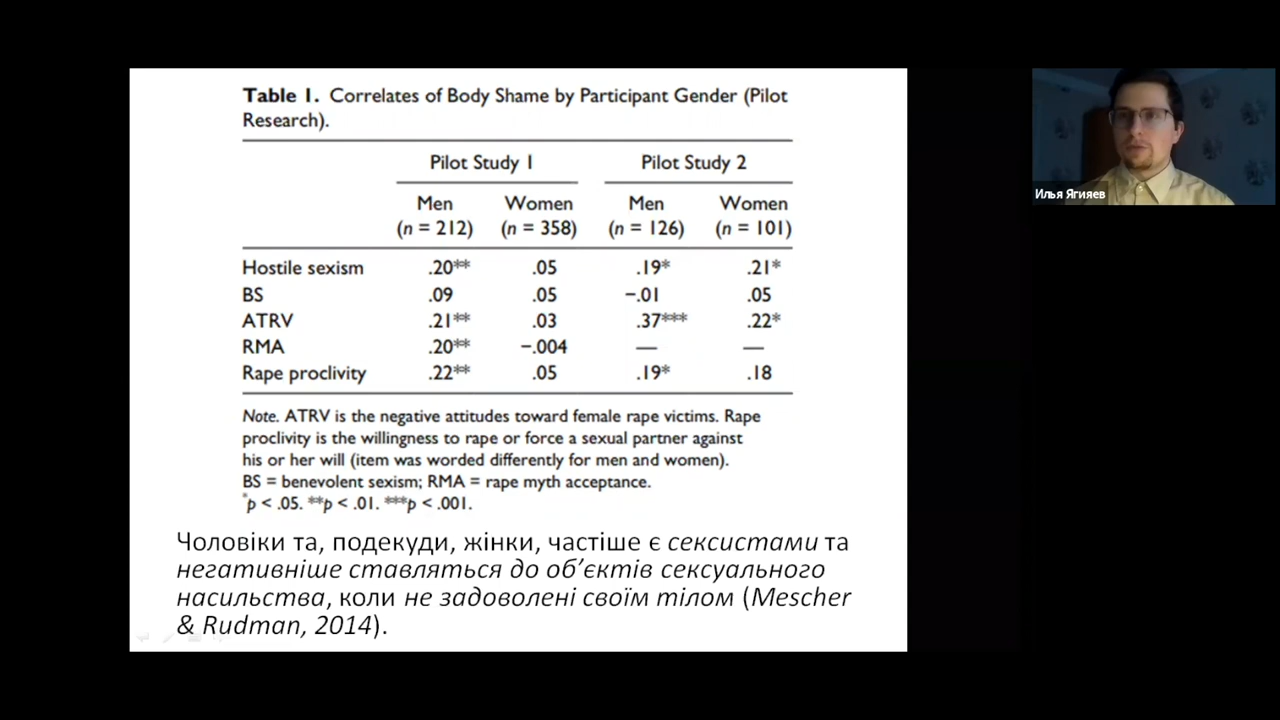 Table 1. Correlates of Body Shame by Participant Gender (Pilot
Research).
Pilot Study 1 Pilot Study 2
Men Women Men Women
(n = 212) (n = 358) (n = 126) (n = 101)
Hostile sexism .20** .05 .19* .21*
BS .09 .05 −.01 .05
ATRV .21** .03 .37*** .22*
RMA .20** −.004 — —
Rape proclivity .22** .05 .19* .18
Note. ATRV is the negative attitudes toward female rape victims. Rape
proclivity is the willingness to rape or force a sexual partner against
his or her will (item was worded differently for men and women).
BS = benevolent sexism; RMA = rape myth acceptance.
*p < .05. **p < .01. ***p < .001.
Чоловіки та, подекуди, жінки, частіше є сексистами та
негативніше ставляться до об’єктів сексуального
насильства, коли не задоволені своїм тілом (Mescher
& Rudman, 2014).
Илья Ягияев